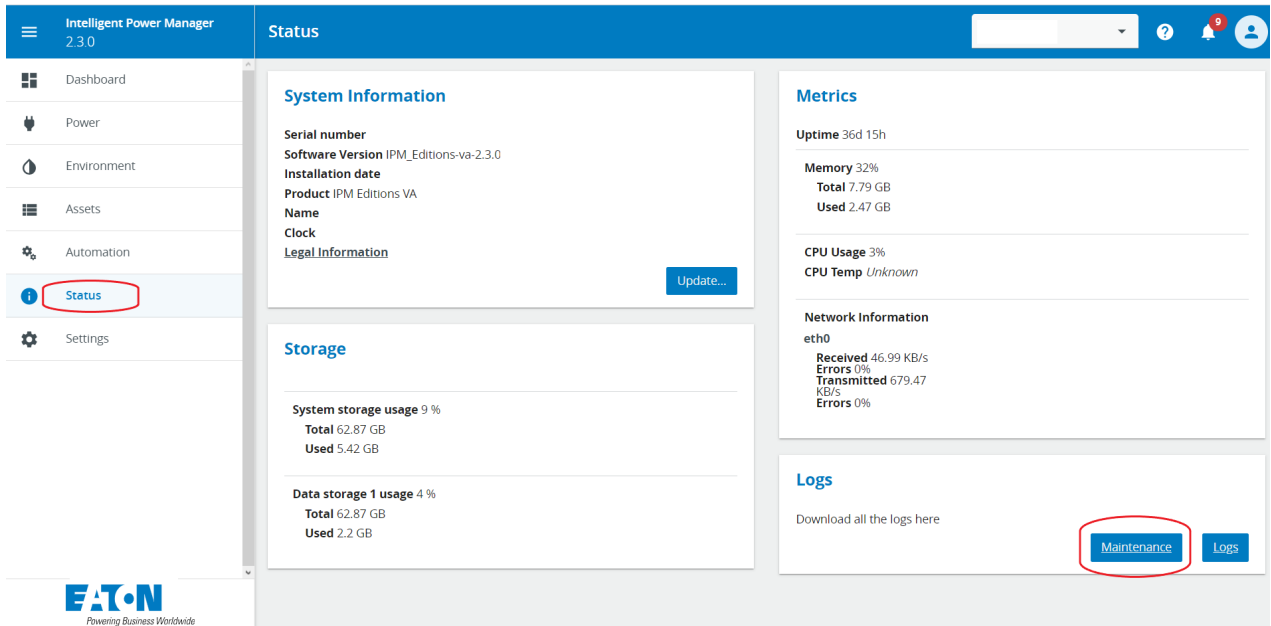 Intelligent Power Manager
2.3.0
Status
9
Dashboard
Power
Environment
Assets
Automation
Status
Settings
EATON
Powering Business Worldwide
System Information
Serial number
Software Version IPM_Editions-va-2.3.0
Installation date
Product IPM Editions VA
Name
Clock
Legal Information
Update...
Storage
System storage usage 9 %
Total 62.87 GB
Used 5.42 GB
Data storage 1 usage 4 %
Total 62.87 GB
Used 2.2 GB
Metrics
Uptime 36d 15h
Memory 32%
Total 7.79 GB
Used 2.47 GB
CPU Usage 3%
CPU Temp Unknown
Network Information
eth0
Received 46.99 KB/s
Errors 0%
Transmitted 679.47
KB/s
Errors 0%
Logs
Download all the logs here
Maintenance
Logs